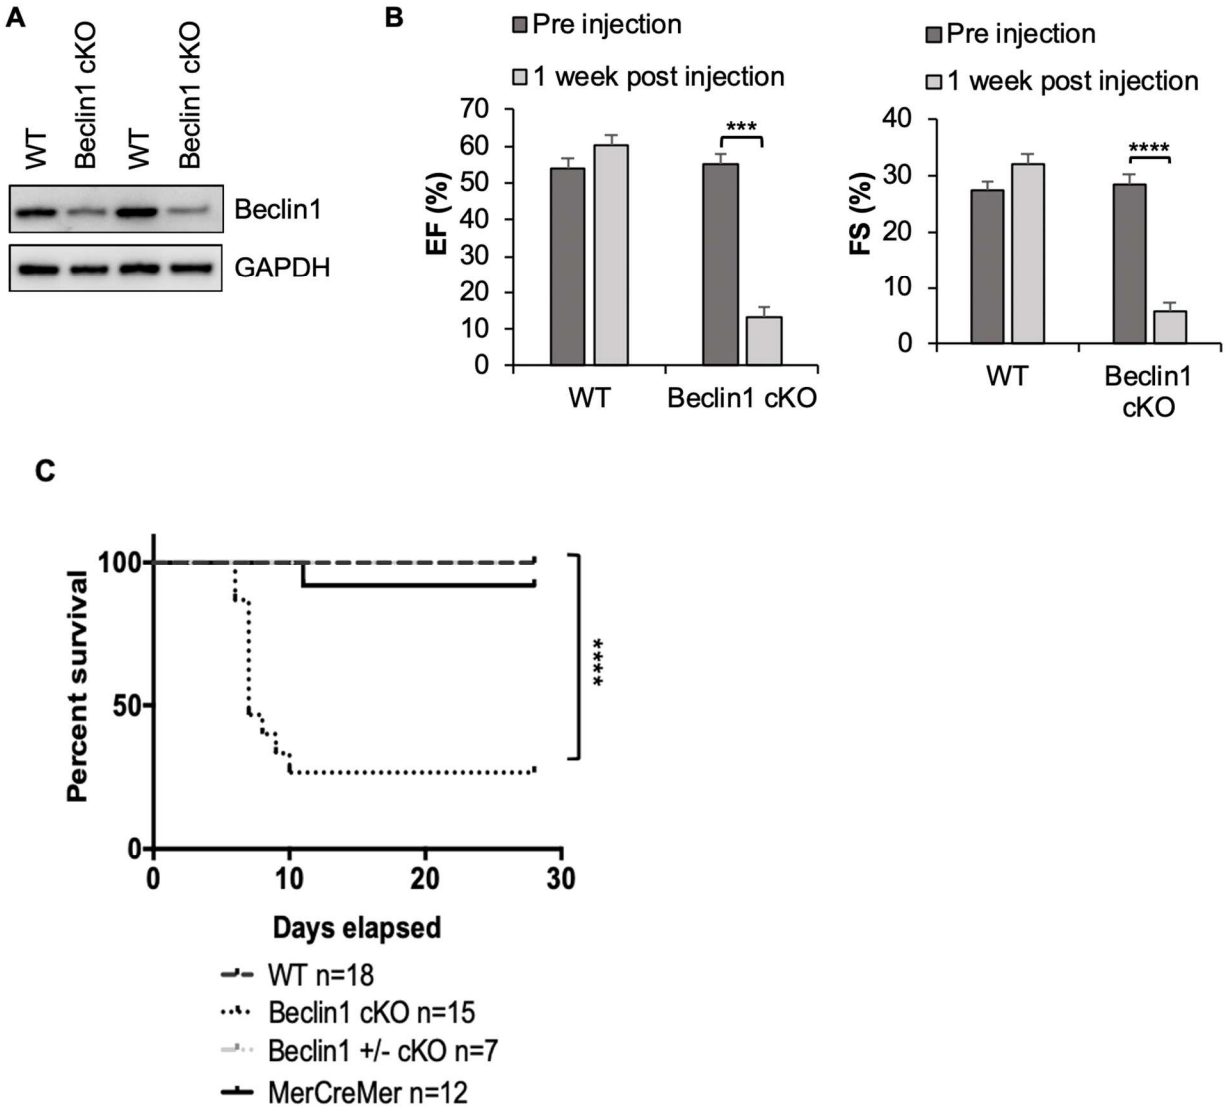 A
WT
Beclin1 cKO
WT
Beclin1 cKO
Beclin1
GAPDH
B
Pre injection
1 week post injection
EF (%)
70
60
50
40
30
20
10
0
***
WT
Beclin1 cKO
Pre injection
1 week post injection
FS (%)
40
30
20
10
0
****
WT
Beclin1
cKO
C
Percent survival
100
50
0
0
10
20
30
Days elapsed
****
WT n=18
Beclin1 cKO n=15
Beclin1 +/- cKO n=7
MerCreMer n=12